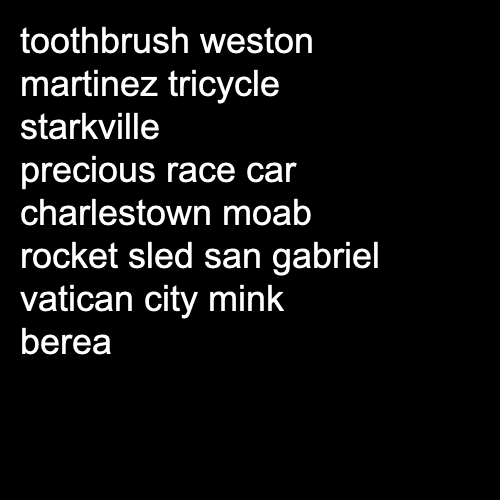 toothbrush weston
martinez tricycle
starkville
precious race car
charlestown moab
rocket sled san gabriel
vatican city mink
berea